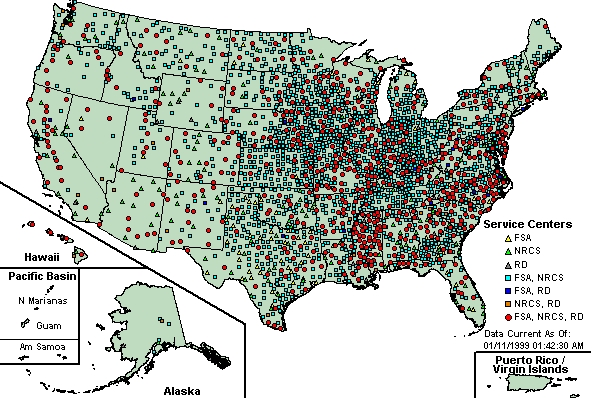 Service Centers
FSA
NRCS
RD
FSA, NRCS
FSA, RD
NRCS, RD
FSA, NRCS, RD
Data Current As Of:
01/11/1999 01:42:30 AM
Hawaii
Pacific Basin
N Marianas
Guam
Am Samoa
Alaska
Puerto Rico /
Virgin Islands